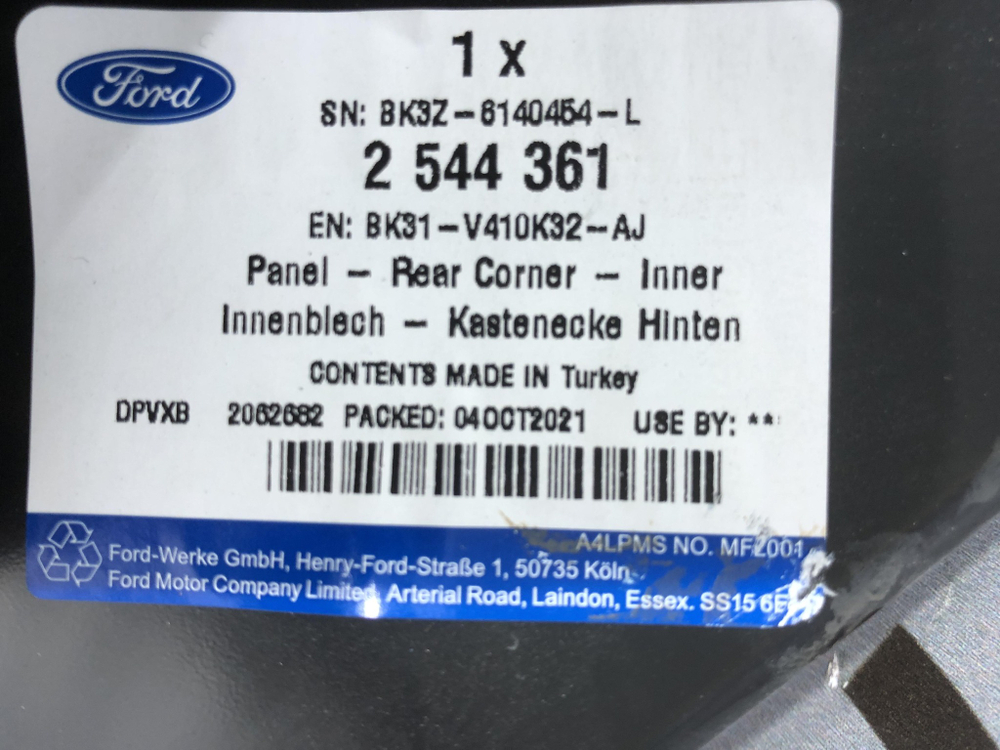 Ford
1 x
SN: BK3Z-6140454-L
2 544 361
EN: BK31-V410K32-AJ
Panel - Rear Corner - Inner
Innenblech - Kastenecke Hinten
CONTENTS MADE IN Turkey
DPVXB 2062682 PACKED: 04OCT2021 USE BY: **
A4LPMS NO. MFZ001
Ford-Werke GmbH, Henry-Ford-Straße 1, 50735 Köln
Ford Motor Company Limited Arterial Road, Laindon, Essex. SS15